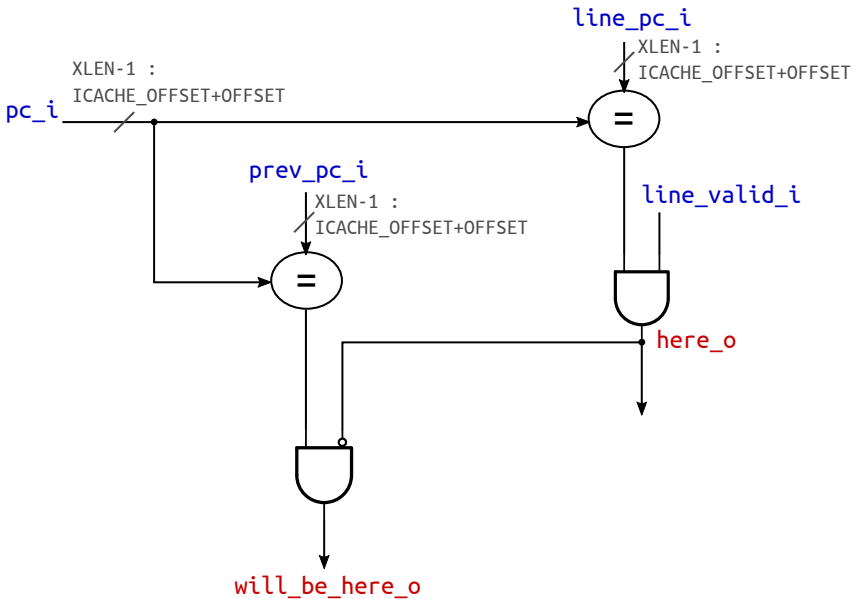 line_pc_i
XLEN-1 :
ICACHE_OFFSET+OFFSET
XLEN-1 :
ICACHE_OFFSET+OFFSET
pc_i
=
prev_pc_i
XLEN-1 :
ICACHE_OFFSET+OFFSET
line_valid_i
=
here_o
will_be_here_o